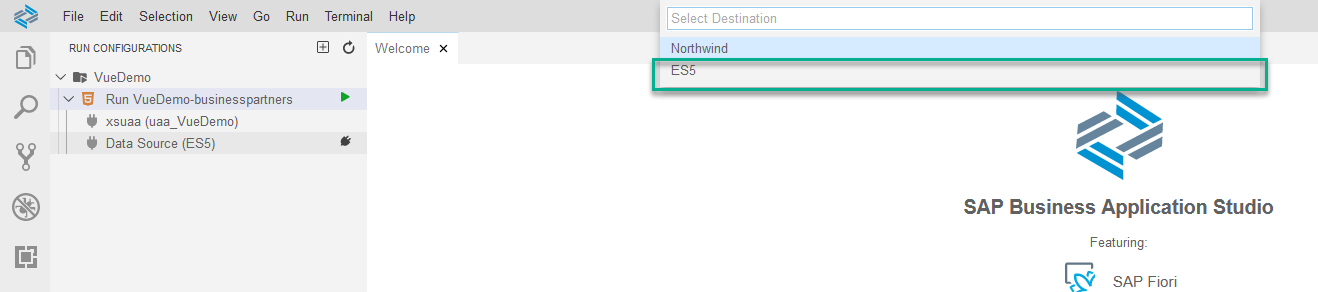 File Edit Selection View Go Run Terminal Help
Select Destination
Northwind
ES5
RUN CONFIGURATIONS
Welcome
VueDemo
Run VueDemo-businesspartners
xsuaa (uaa_VueDemo)
Data Source (ES5)
SAP Business Application Studio
Featuring:
SAP Fiori